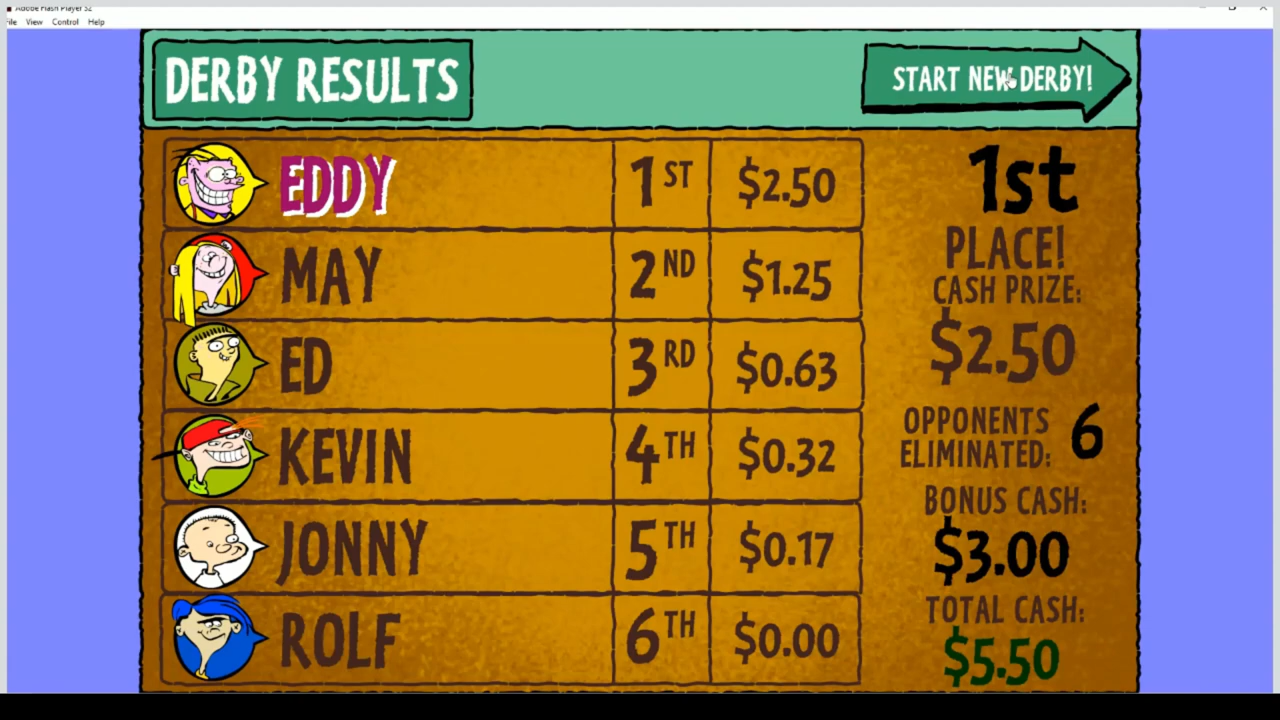 Adobe Flash Player 32
File View Control Help
DERBY RESULTS
START NEW DERBY!
EDDY 1ST $2.50
MAY 2ND $1.25
ED 3RD $0.63
KEVIN 4TH $0.32
JONNY 5TH $0.17
ROLF 6TH $0.00
1st
PLACE!
CASH PRIZE:
$2.50
OPPONENTS
ELIMINATED: 6
BONUS CASH:
$3.00
TOTAL CASH:
$5.50